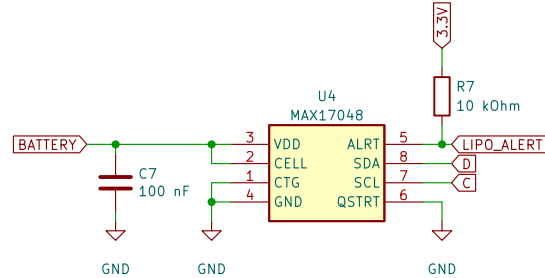 3.3V
R7
10 kOhm
U4
MAX17048
BATTERY
3 VDD ALRT 5 LIPO_ALERT
2 CELL SDA 8 D
1 CTG SCL 7 C
4 GND QSTRT 6
C7
100 nF
GND GND GND